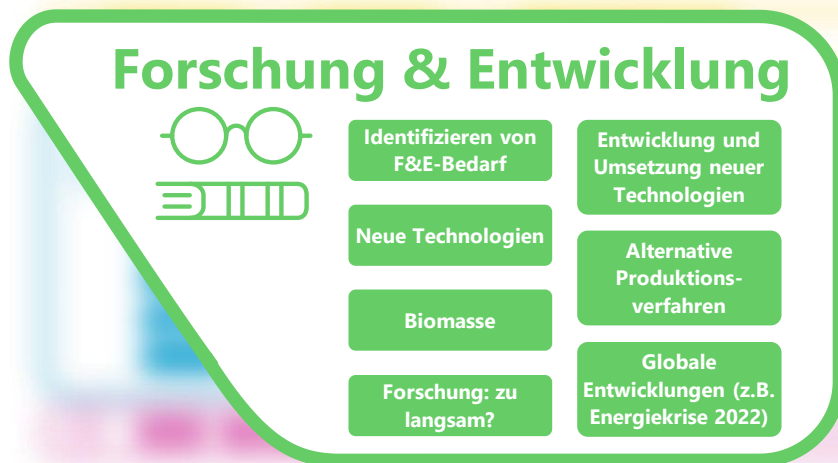 Forschung & Entwicklung
Identifizieren von
F&E-Bedarf
Neue Technologien
Biomasse
Forschung: zu
langsam?
Entwicklung und
Umsetzung neuer
Technologien
Alternative
Produktions-
verfahren
Globale
Entwicklungen (z.B.
Energiekrise 2022)